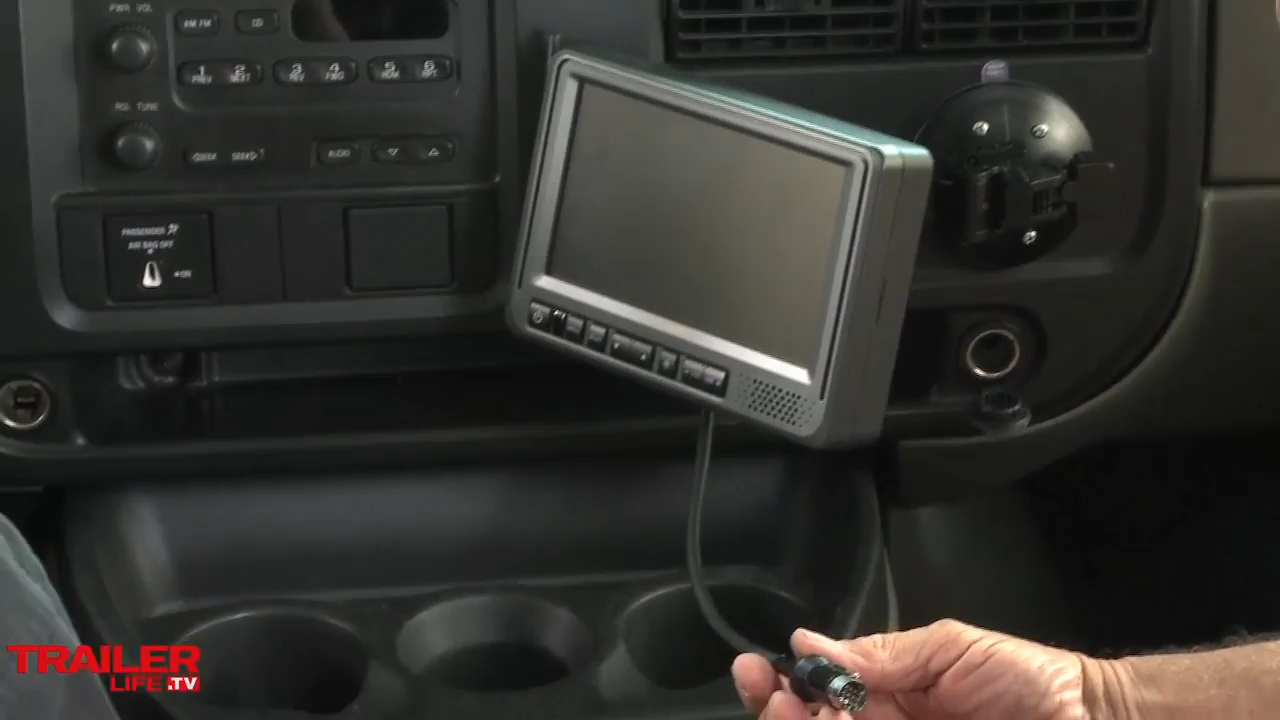 PWR VOL
AM FM
CD
1 PREV
2 NEXT
3 REV
4 FWD
5 RDM
6 RPT
TUNE
SEEK
SEEK
AUDIO
PASSENGER
AIR BAG OFF
ON
TRAILER
LIFE.TV